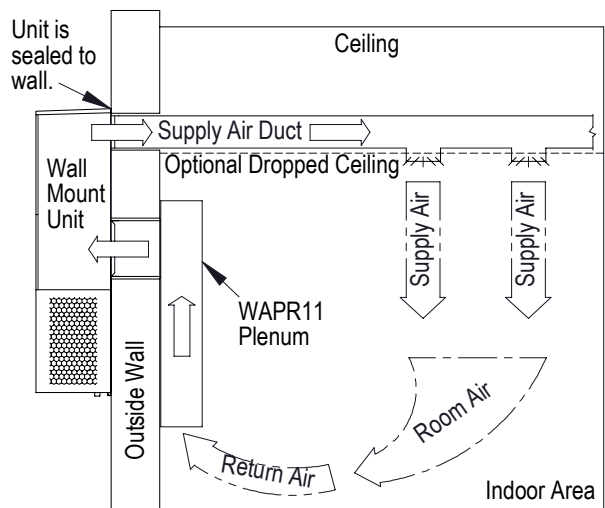 Unit is
sealed to
wall.
Ceiling
Supply Air Duct
Optional Dropped Ceiling
Wall
Mount
Unit
Supply Air
Supply Air
WAPR11
Plenum
Outside Wall
Room Air
Return Air
Indoor Area